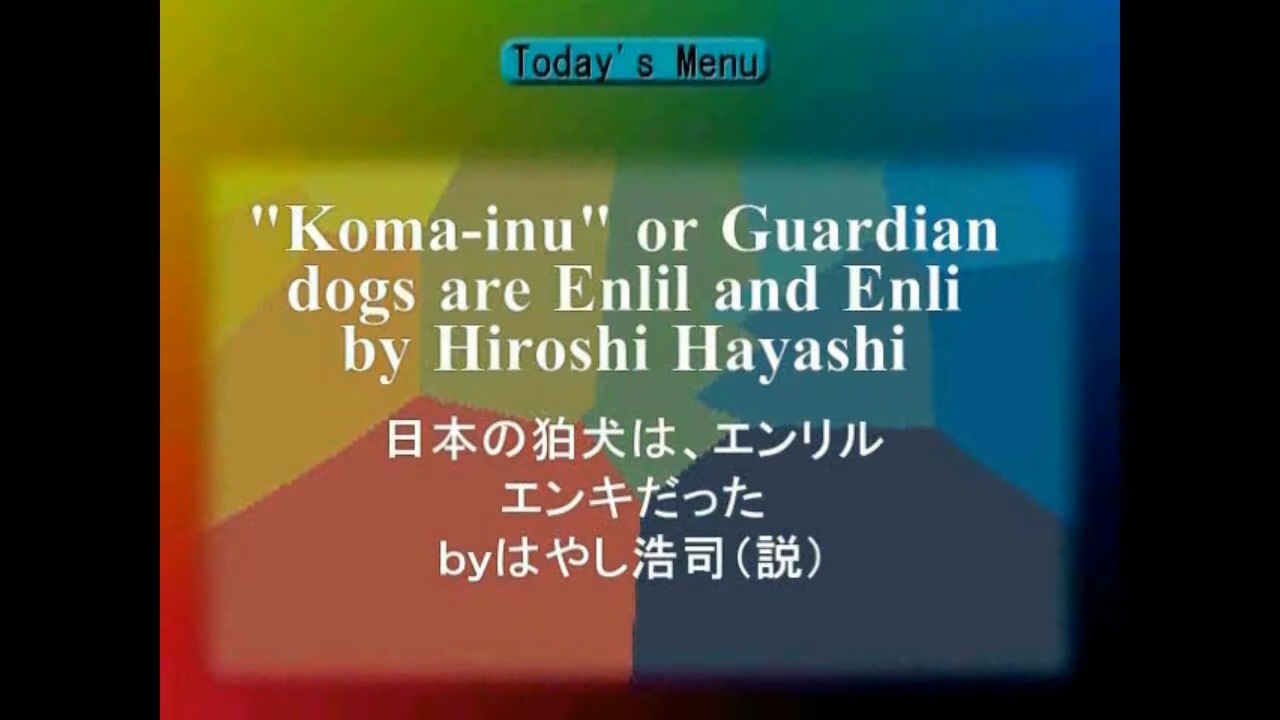 Today's Menu
"Koma-inu" or Guardian
dogs are Enlil and Enli
by Hiroshi Hayashi
日本の狛犬は、エンリル
エンキだった
byはやし浩司(説)